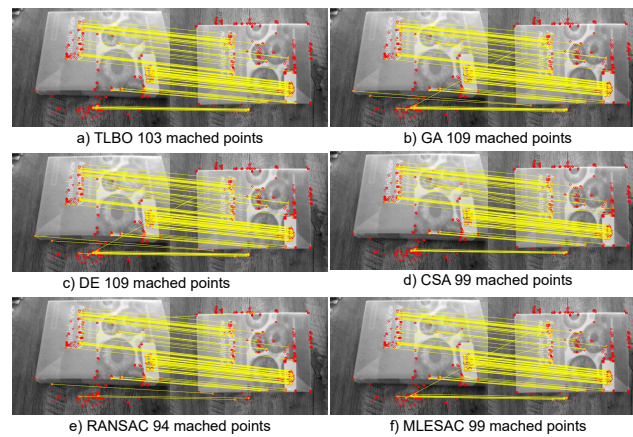 a) TLBO 103 mached points
b) GA 109 mached points
c) DE 109 mached points
d) CSA 99 mached points
e) RANSAC 94 mached points
f) MLESAC 99 mached points